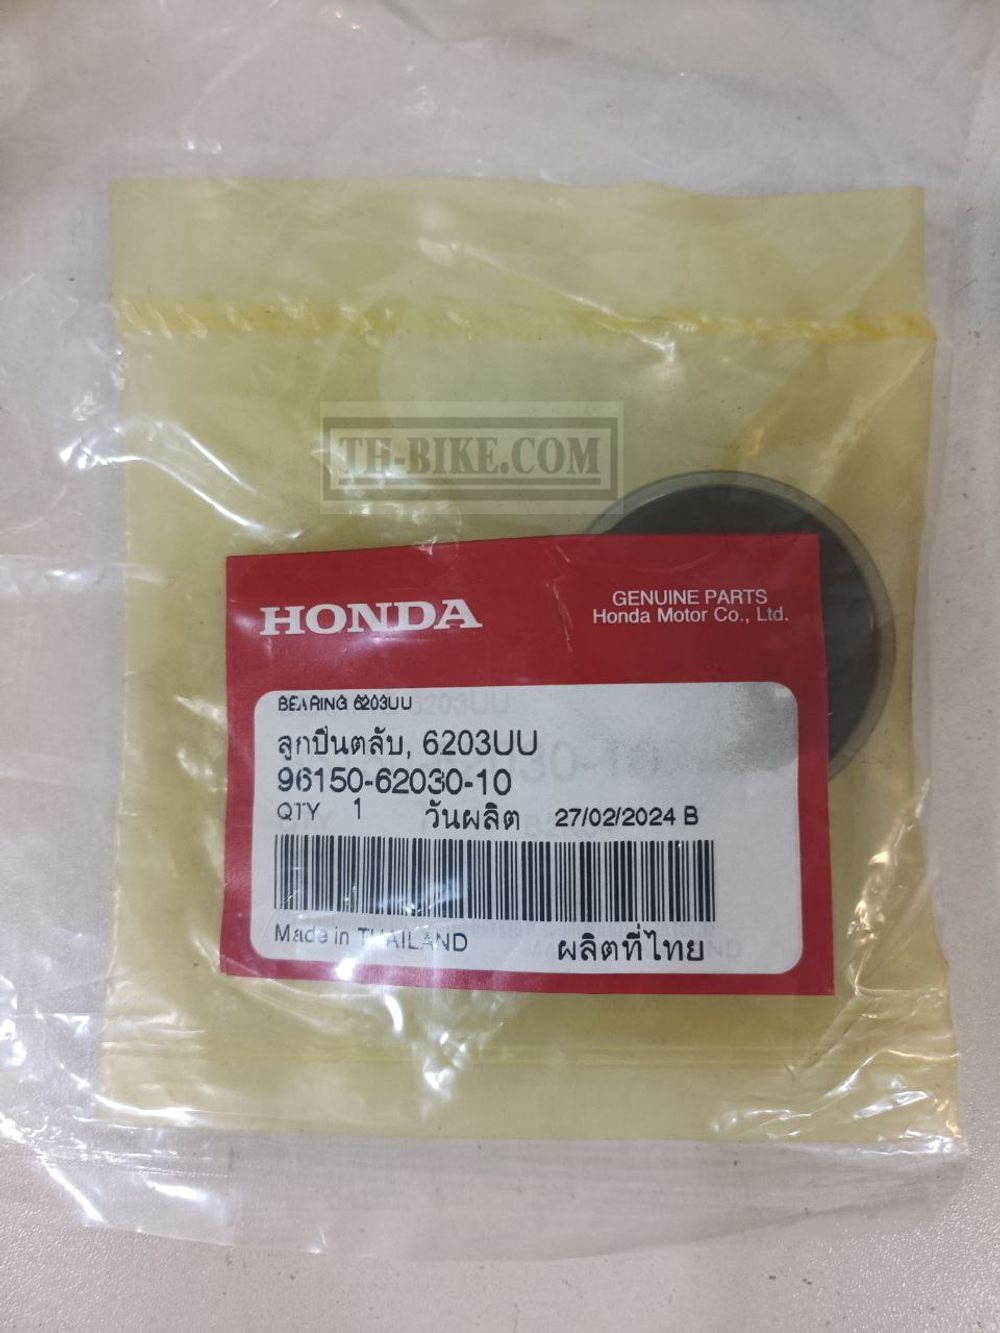 TH-BIKE.COM
HONDA
GENUINE PARTS
Honda Motor Co., Ltd.
BEARING 6203UU
ลูกปืนตลับ, 6203UU
96150-62030-10
QTY 1 วันผลิต 27/02/2024 B
Made in THAILAND ผลิตที่ไทย